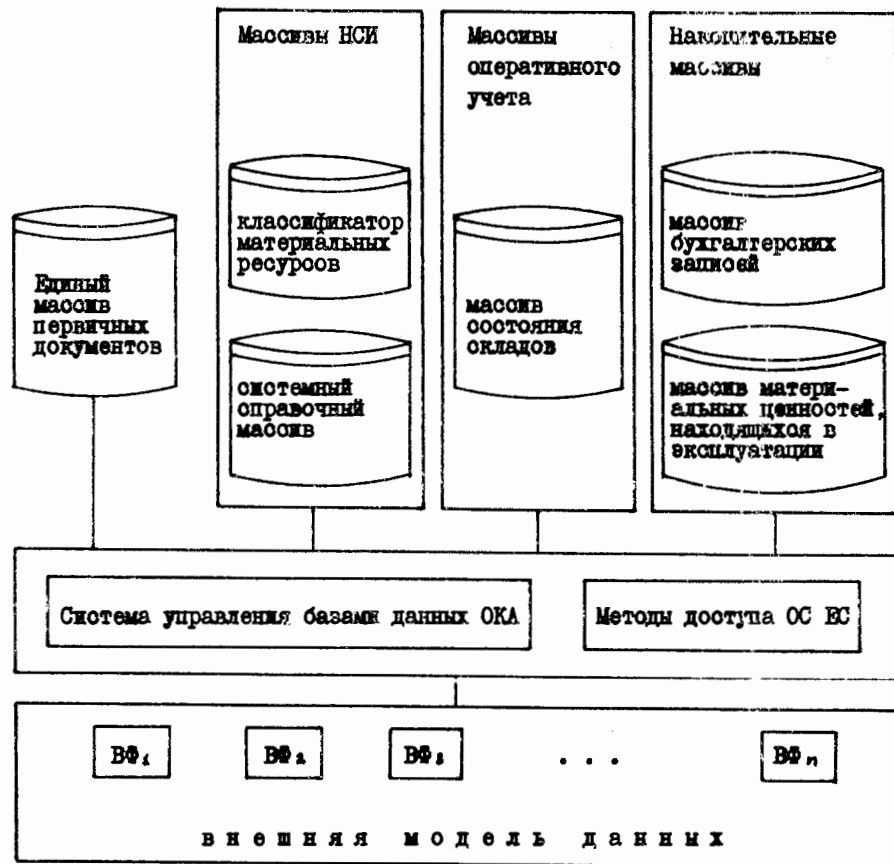 Массивы НСИ
Массивы
оперативного
учета
Накопительные
массивы
классификатор
материальных
ресурсов
массив
бухгалтерских
записей
Единый
массив
первичных
документов
массив
состояния
складов
системный
справочный
массив
массив матери-
альных ценностей,
находящихся в
эксплуатации
Система управления базами данных ОКА
Методы доступа ОС ЕС
ВФ₁
ВФ₂
ВФ₃
. . .
ВФₙ
внешняя модель данных